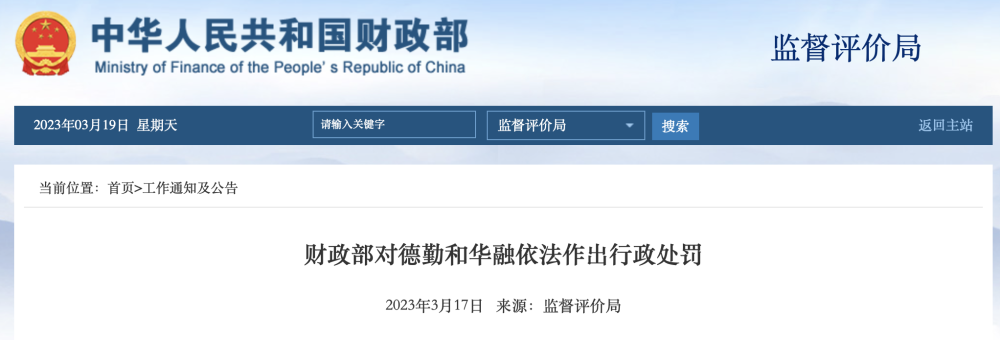 中华人民共和国财政部
Ministry of Finance of the People's Republic of China
监督评价局
2023年03月19日 星期天
请输入关键字
监督评价局
搜索
返回主站
当前位置：首页>工作通知及公告
财政部对德勤和华融依法作出行政处罚
2023年3月17日 来源：监督评价局